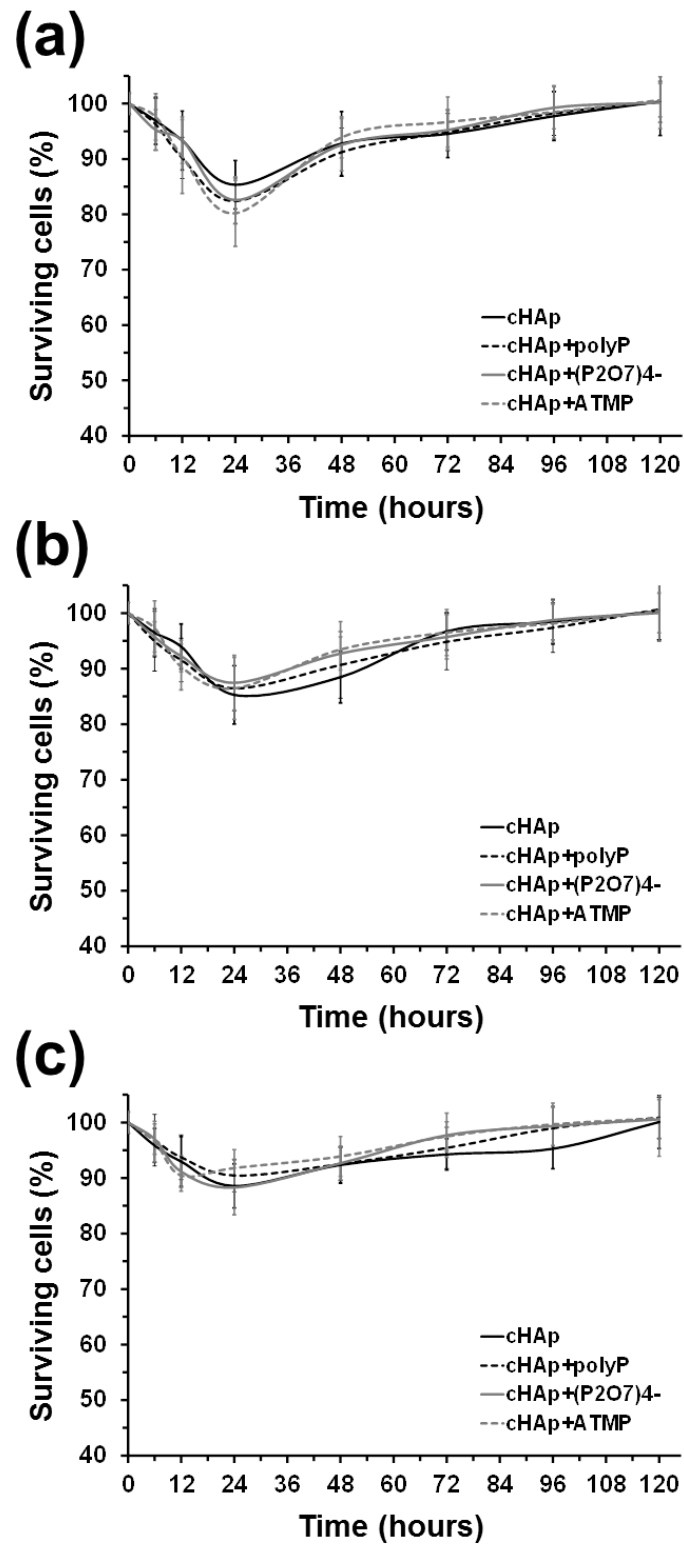 (a)
Surviving cells (%)
100
90
80
70
60
50
40
cHAp
cHAp+polyP
cHAp+(P2O7)4-
cHAp+ATMP
0 12 24 36 48 60 72 84 96 108 120
Time (hours)
(b)
Surviving cells (%)
100
90
80
70
60
50
40
cHAp
cHAp+polyP
cHAp+(P2O7)4-
cHAp+ATMP
0 12 24 36 48 60 72 84 96 108 120
Time (hours)
(c)
Surviving cells (%)
100
90
80
70
60
50
40
cHAp
cHAp+polyP
cHAp+(P2O7)4-
cHAp+ATMP
0 12 24 36 48 60 72 84 96 108 120
Time (hours)